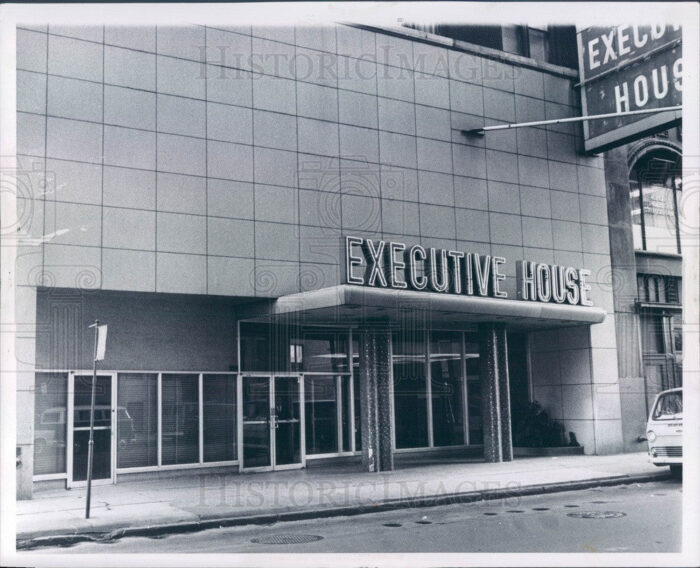 EXECU
HOUS
EXECUTIVE HOUSE
HISTORIC IMAGES
HISTORIC IMAGES